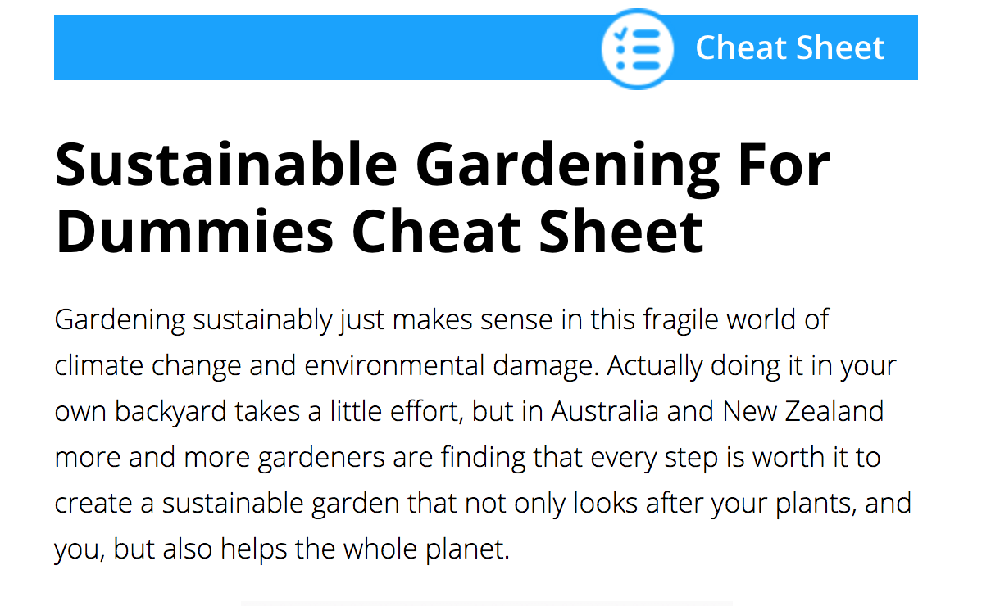 Cheat Sheet
Sustainable Gardening For
Dummies Cheat Sheet
Gardening sustainably just makes sense in this fragile world of
climate change and environmental damage. Actually doing it in your
own backyard takes a little effort, but in Australia and New Zealand
more and more gardeners are finding that every step is worth it to
create a sustainable garden that not only looks after your plants, and
you, but also helps the whole planet.